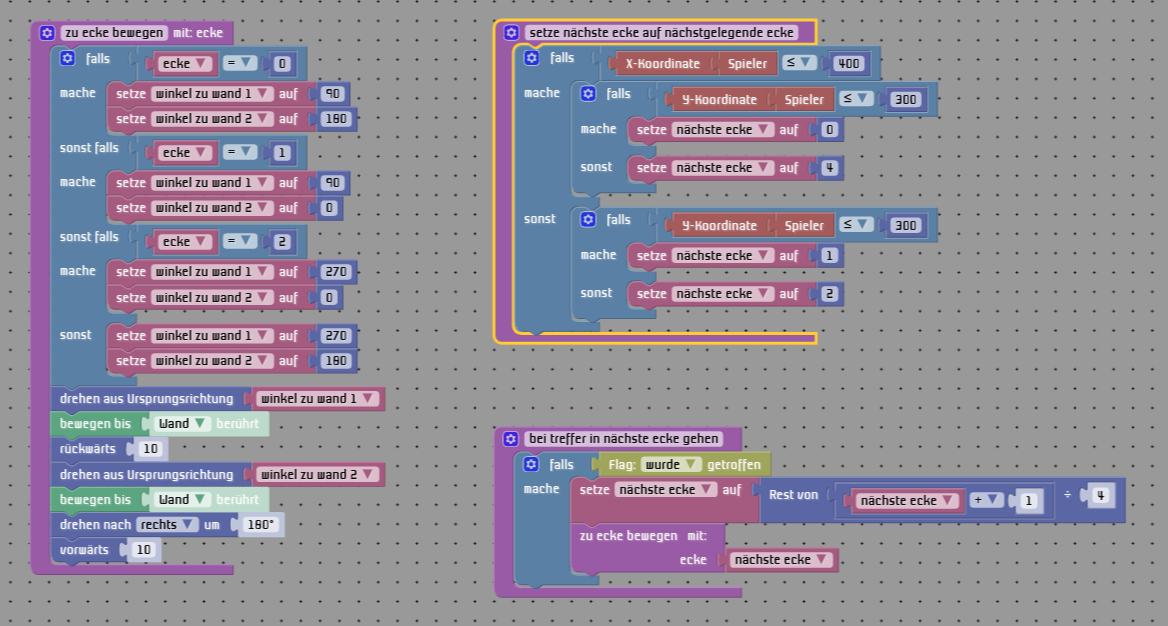 zu ecke bewegen mit: ecke
falls ecke = 0
mache setze winkel zu wand 1 auf 90
setze winkel zu wand 2 auf 180
sonst falls ecke = 1
mache setze winkel zu wand 1 auf 90
setze winkel zu wand 2 auf 0
sonst falls ecke = 2
mache setze winkel zu wand 1 auf 270
setze winkel zu wand 2 auf 0
sonst setze winkel zu wand 1 auf 270
setze winkel zu wand 2 auf 180
drehen aus Ursprungsrichtung winkel zu wand 1
bewegen bis Wand berührt
rückwärts 10
drehen aus Ursprungsrichtung winkel zu wand 2
bewegen bis Wand berührt
drehen nach rechts um 180°
vorwärts 10
setze nächste ecke auf nächstgelegende ecke
falls X-Koordinate Spieler ≤ 400
mache falls Y-Koordinate Spieler ≤ 300
mache setze nächste ecke auf 0
sonst setze nächste ecke auf 4
sonst falls Y-Koordinate Spieler ≤ 300
mache setze nächste ecke auf 1
sonst setze nächste ecke auf 2
bei treffer in nächste ecke gehen
falls Flag: wurde getroffen
mache setze nächste ecke auf Rest von nächste ecke + 1 ÷ 4
zu ecke bewegen mit:
ecke nächste ecke